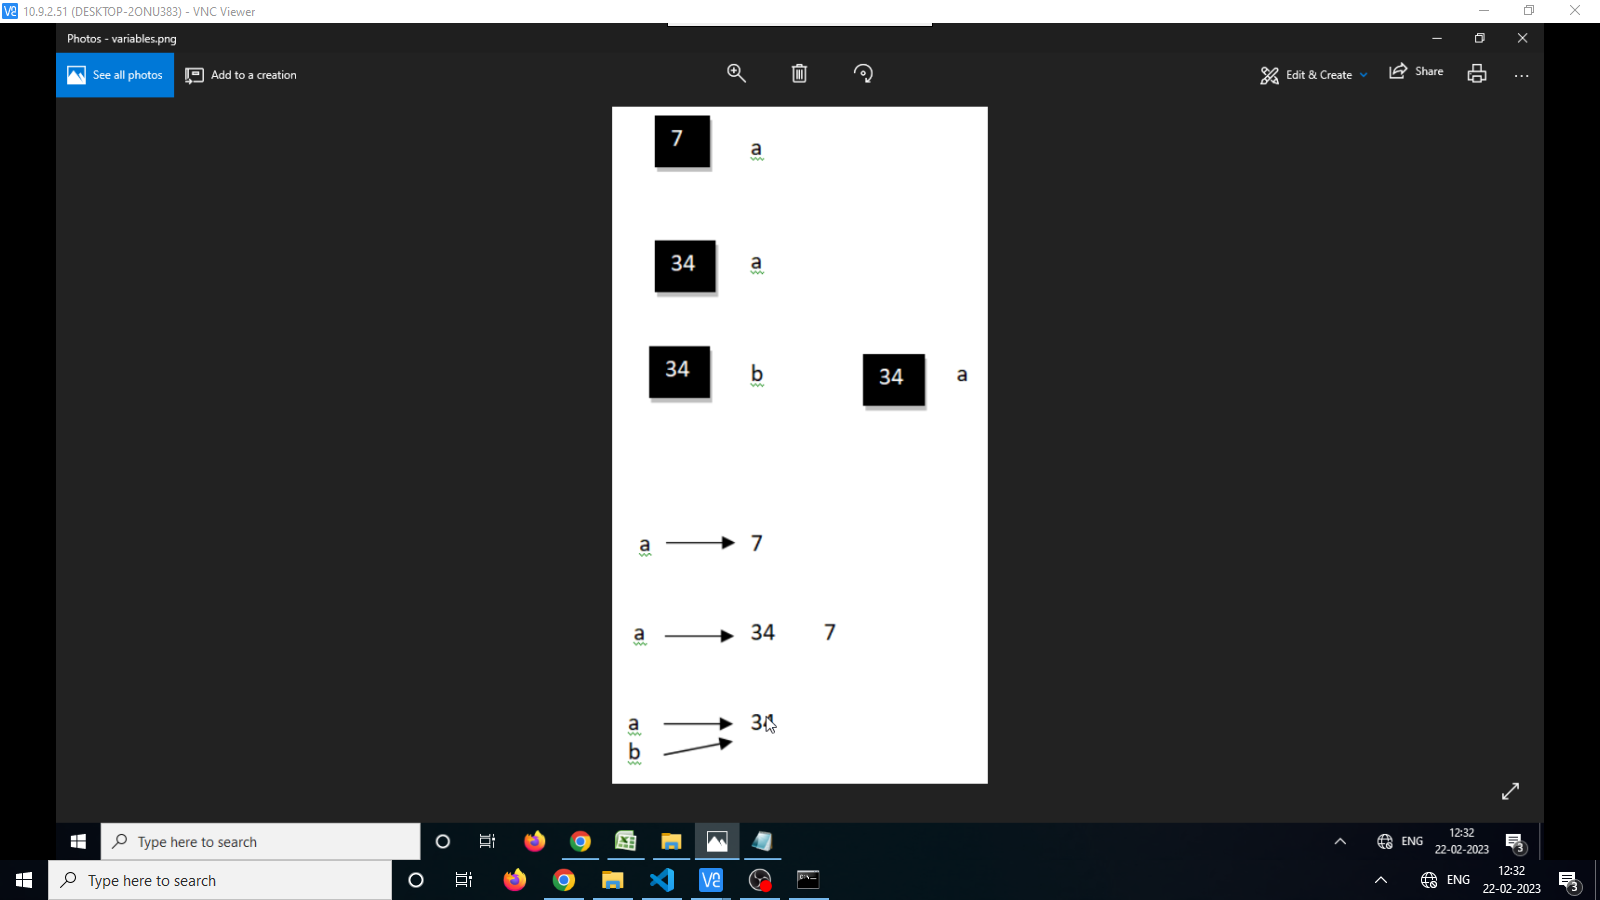 10.9.2.51 (DESKTOP-2ONU383) - VNC Viewer
Photos - variables.png
See all photos
Add to a creation
Edit & Create
Share
7 a
34 a
34 b 34 a
a 7
a 34 7
a 34
b
Type here to search
ENG
12:32
22-02-2023
3
Type here to search
ENG
12:32
22-02-2023
3